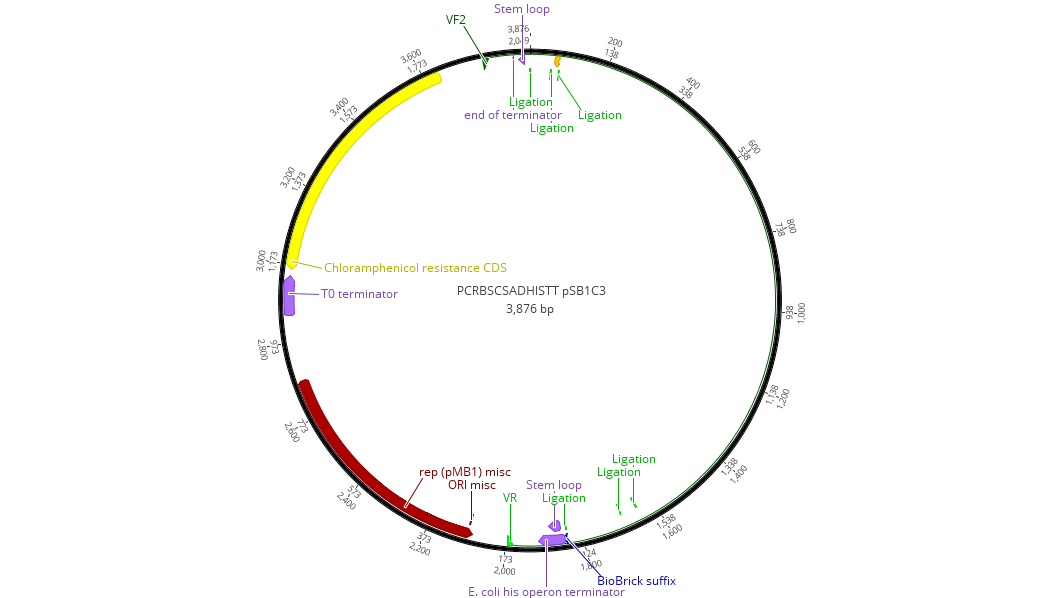 Stem loop
VF2
3,876
2,049
200
138
3,600
1,773
400
338
Ligation
end of terminator
Ligation
Ligation
3,400
1,573
600
538
3,200
1,373
800
738
3,000
1,173
Chloramphenicol resistance CDS
T0 terminator
PCRBSCSADHISTT pSB1C3
3,876 bp
938
1,000
2,800
973
1,138
1,200
2,600
773
Ligation
Ligation
1,338
1,400
rep (pMB1) misc
ORI misc
Stem loop
VR
Ligation
2,400
573
1,538
1,600
373
2,200
173
2,000
24
1,800
BioBrick suffix
E. coli his operon terminator